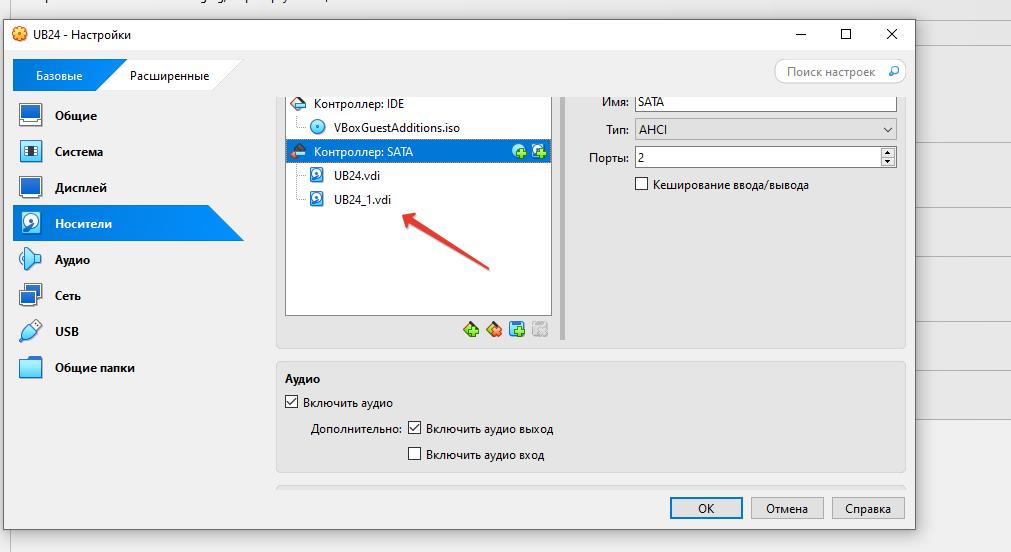 UB24 - Настройки
Базовые
Расширенные
Поиск настроек
Общие
Система
Дисплей
Носители
Аудио
Сеть
USB
Общие папки
Контроллер: IDE
VBoxGuestAdditions.iso
Контроллер: SATA
UB24.vdi
UB24_1.vdi
Имя: SATA
Тип: AHCI
Порты: 2
Кеширование ввода/вывода
Аудио
Включить аудио
Дополнительно: Включить аудио выход
Включить аудио вход
ОК
Отмена
Справка